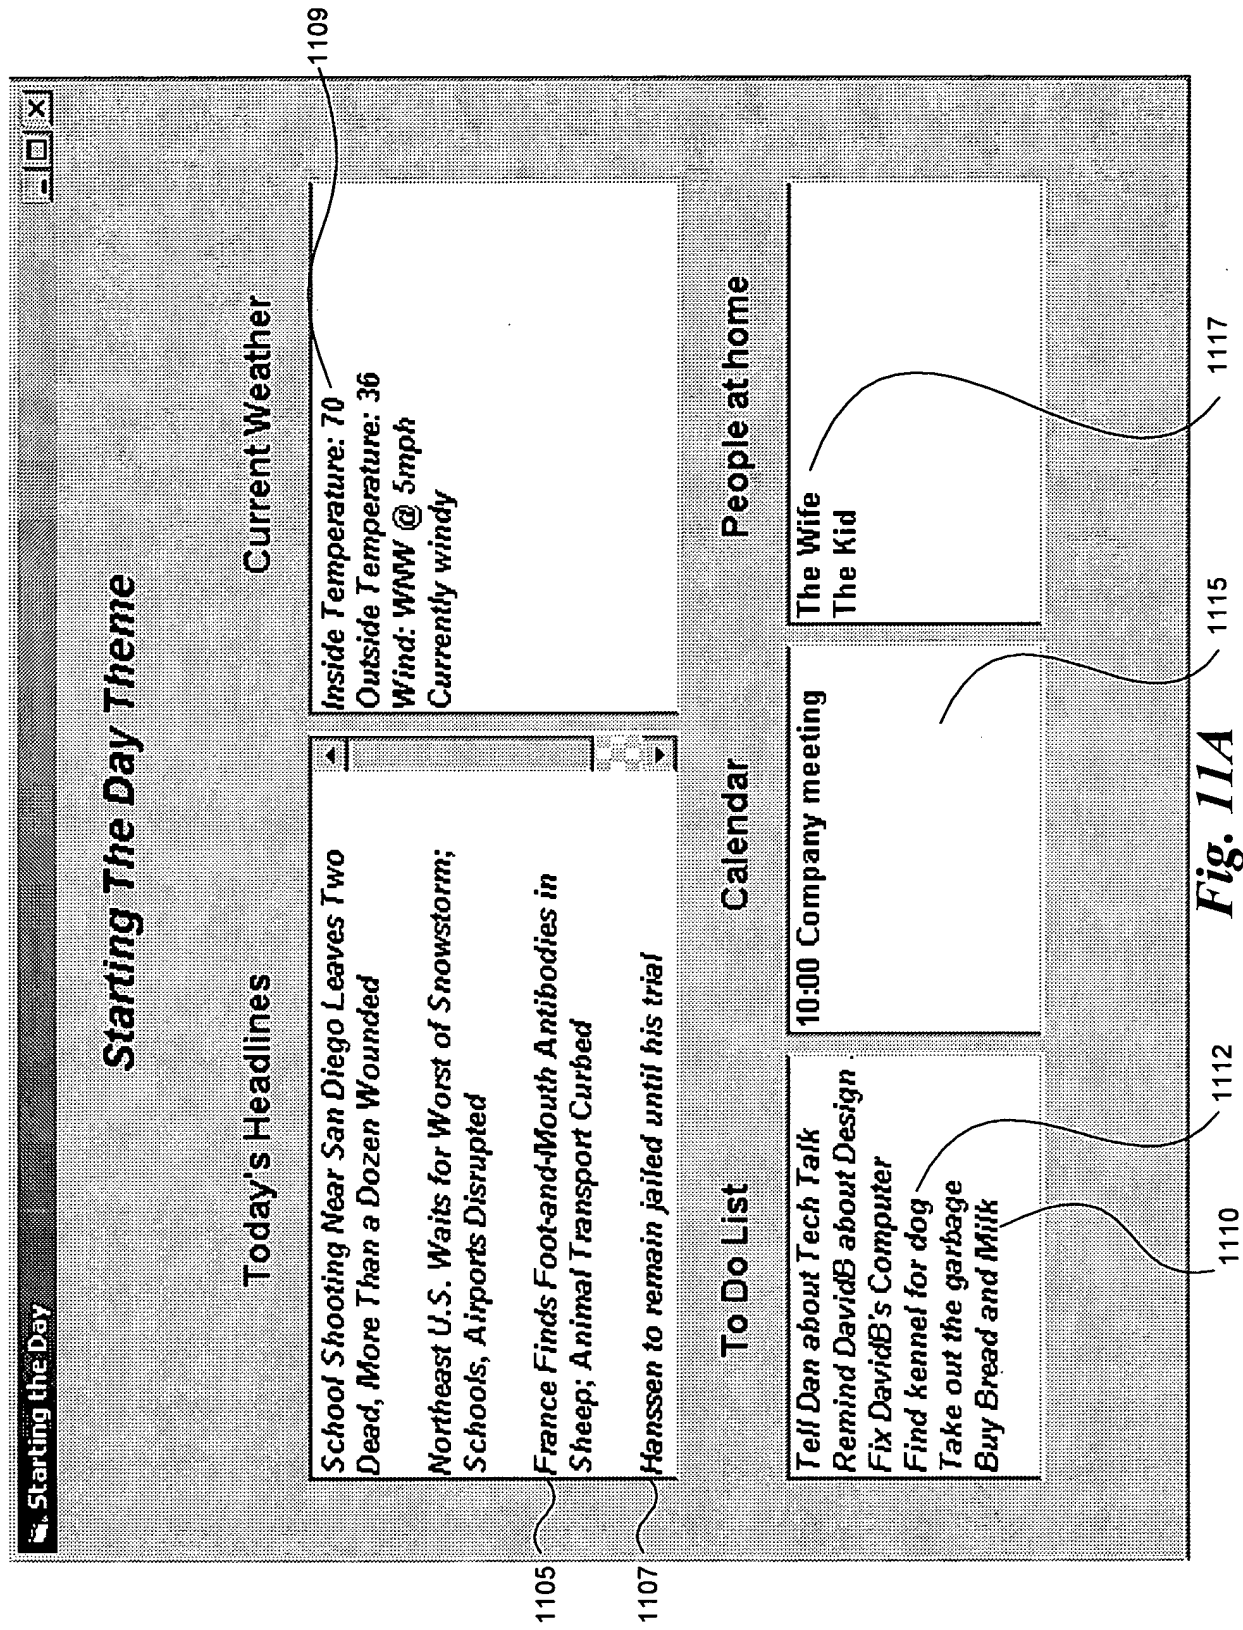 Starting the Day
Starting The Day Theme
Today's Headlines
School Shooting Near San Diego Leaves Two
Dead, More Than a Dozen Wounded
Northeast U.S. Waits for Worst of Snowstorm;
Schools, Airports Disrupted
France Finds Foot-and-Mouth Antibodies in
Sheep; Animal Transport Curbed
Hanssen to remain jailed until his trial
1105
1107
Current Weather
Inside Temperature: 70
Outside Temperature: 36
Wind: WNW @ 5mph
Currently windy
1109
To Do List
Tell Dan about Tech Talk
Remind DavidB about Design
Fix DavidB's Computer
Find kennel for dog
Take out the garbage
Buy Bread and Milk
1110
1112
Calendar
10:00 Company meeting
1115
People at home
The Wife
The Kid
1117
Fig. 11A